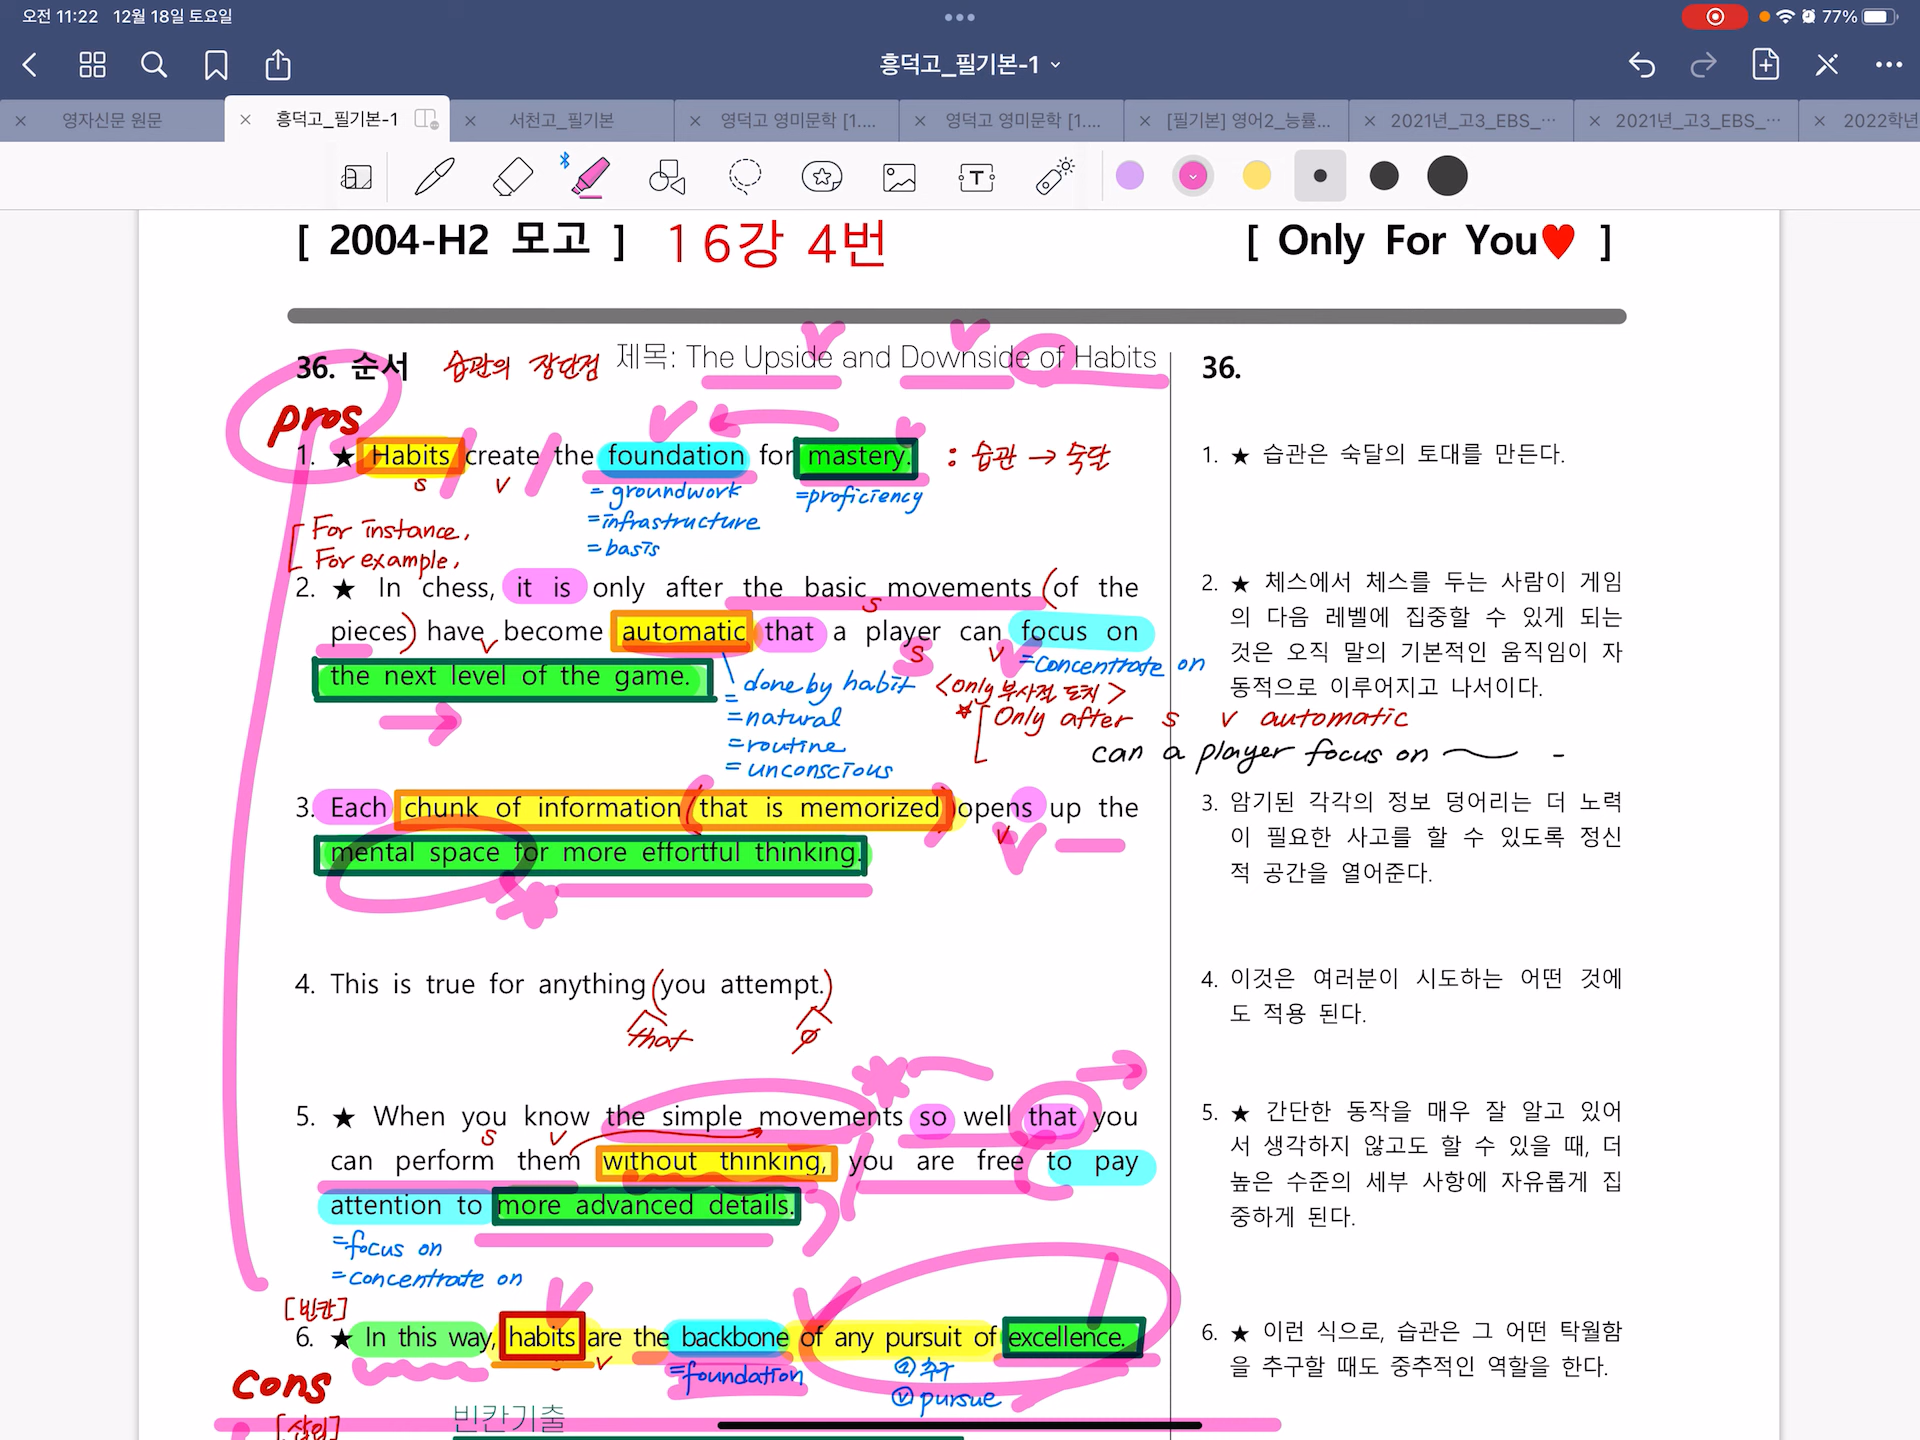 오전 11:22 12월 18일 토요일
77%
흥덕고_필기본-1
영자신문 원문
흥덕고_필기본-1
서천고_필기본
영덕고 영미문학 [1....
영덕고 영미문학 [1....
[필기본] 영어2_능률...
2021년_고3_EBS_...
2021년_고3_EBS_...
2022학년
[ 2004-H2 모고 ] 16강 4번
[ Only For You♥ ]
36. 순서 습관의 장단점 제목: The Upside and Downside of Habits
pros
1. ★ Habits create the foundation for mastery. : 습관 → 숙달
s v
= groundwork
= infrastructure
= basis
=proficiency
For instance,
For example,
2. ★ In chess, it is only after the basic movements (of the
s
pieces) have become automatic that a player can focus on
v s v =concentrate on
the next level of the game.
= done by habit
=natural
=routine
= unconscious
<only 부사절 도치>
★ Only after s v automatic
can a player focus on ~ -
3. Each chunk of information (that is memorized) opens up the
v
mental space for more effortful thinking.
4. This is true for anything (you attempt.)
that ∅
5. ★ When you know the simple movements so well that you
s v
can perform them without thinking, you are free to pay
attention to more advanced details.
=focus on
=concentrate on
[빈칸]
6. ★ In this way, habits are the backbone of any pursuit of excellence.
v
=foundation
ⓝ 추구
ⓥ pursue
cons
[삽입]
빈칸기출
36.
1. ★ 습관은 숙달의 토대를 만든다.
2. ★ 체스에서 체스를 두는 사람이 게임
의 다음 레벨에 집중할 수 있게 되는
것은 오직 말의 기본적인 움직임이 자
동적으로 이루어지고 나서이다.
3. 암기된 각각의 정보 덩어리는 더 노력
이 필요한 사고를 할 수 있도록 정신
적 공간을 열어준다.
4. 이것은 여러분이 시도하는 어떤 것에
도 적용 된다.
5. ★ 간단한 동작을 매우 잘 알고 있어
서 생각하지 않고도 할 수 있을 때, 더
높은 수준의 세부 사항에 자유롭게 집
중하게 된다.
6. ★ 이런 식으로, 습관은 그 어떤 탁월함
을 추구할 때도 중추적인 역할을 한다.